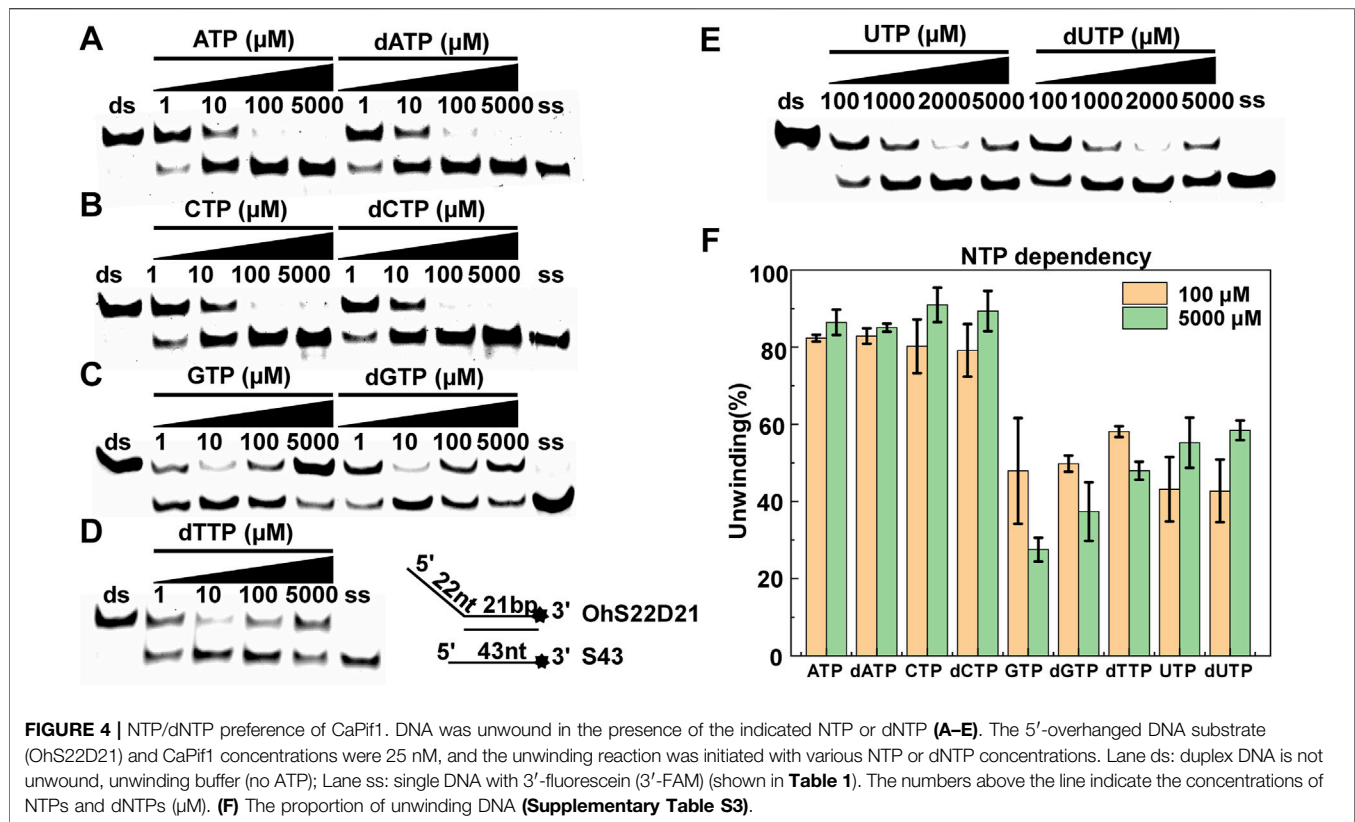 A
ATP (µM) dATP (µM)
ds 1 10 100 5000 1 10 100 5000 ss
B
CTP (µM) dCTP (µM)
ds 1 10 100 5000 1 10 100 5000 ss
C
GTP (µM) dGTP (µM)
ds 1 10 100 5000 1 10 100 5000 ss
D
dTTP (µM)
ds 1 10 100 5000 ss
5' 22nt 21bp 3' OhS22D21
5' 43nt 3' S43
E
UTP (µM) dUTP (µM)
ds 100 1000 2000 5000 100 1000 2000 5000 ss
F
NTP dependency
100 µM
5000 µM
Unwinding(%)
100
80
60
40
20
0
ATP dATP CTP dCTP GTP dGTP dTTP UTP dUTP
FIGURE 4 | NTP/dNTP preference of CaPif1. DNA was unwound in the presence of the indicated NTP or dNTP (A–E). The 5′-overhanged DNA substrate
(OhS22D21) and CaPif1 concentrations were 25 nM, and the unwinding reaction was initiated with various NTP or dNTP concentrations. Lane ds: duplex DNA is not
unwound, unwinding buffer (no ATP); Lane ss: single DNA with 3′-fluorescein (3′-FAM) (shown in Table 1). The numbers above the line indicate the concentrations of
NTPs and dNTPs (µM). (F) The proportion of unwinding DNA (Supplementary Table S3).